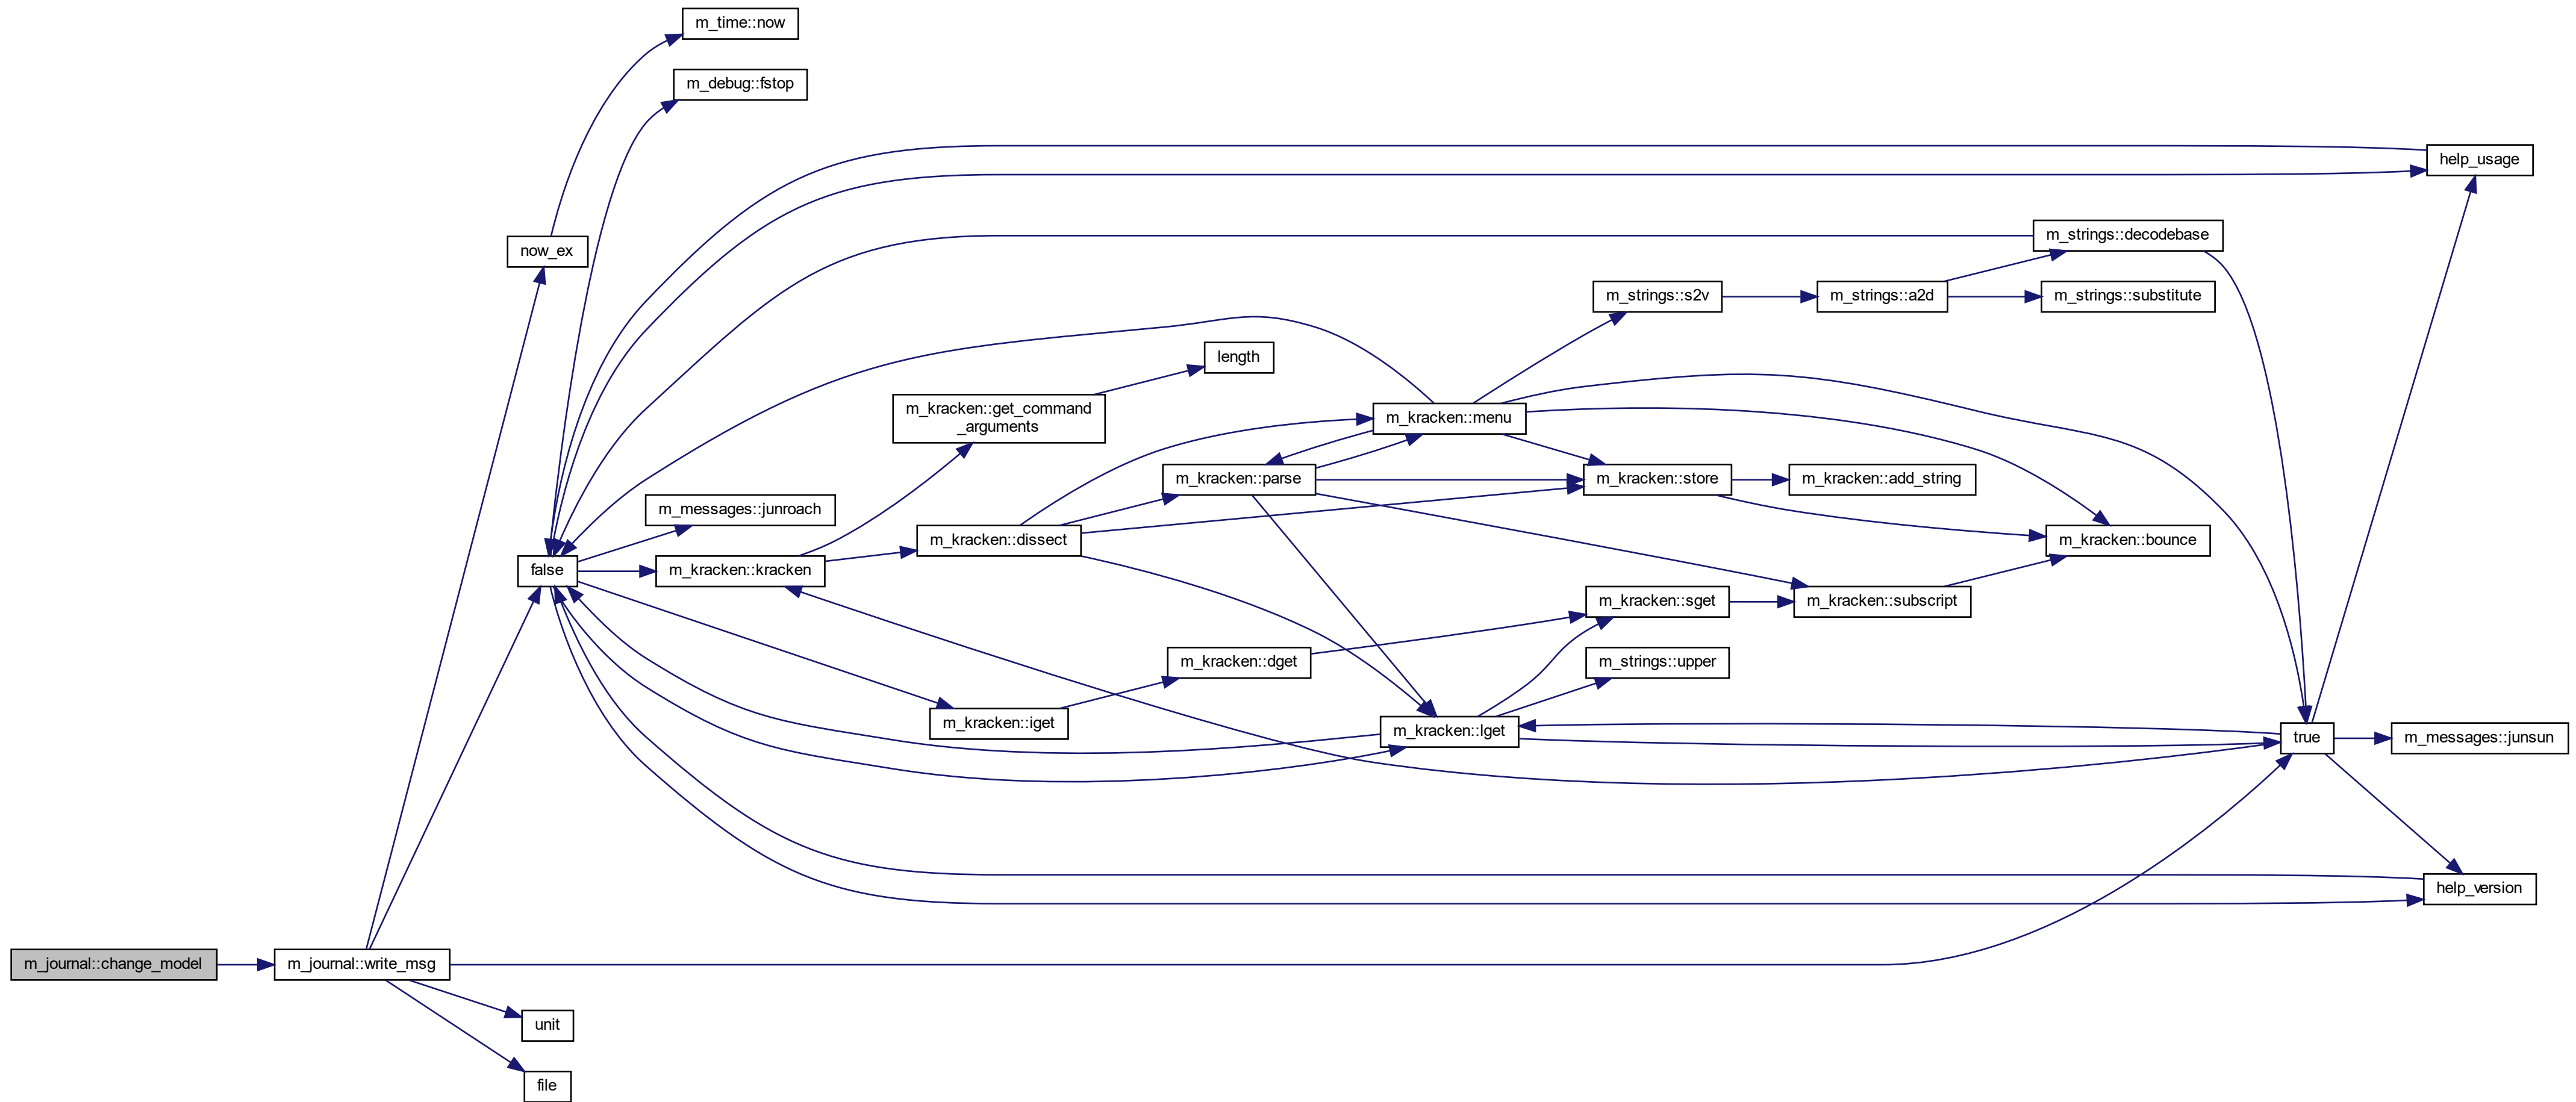 m_time::now
m_debug::fstop
help_usage
m_strings::decodebase
now_ex
m_strings::s2v
m_strings::a2d
m_strings::substitute
length
m_kracken::get_command
_arguments
m_kracken::menu
m_kracken::parse
m_kracken::store
m_kracken::add_string
m_messages::junroach
m_kracken::dissect
m_kracken::bounce
false
m_kracken::kracken
m_kracken::sget
m_kracken::subscript
m_kracken::dget
m_strings::upper
m_kracken::iget
m_kracken::lget
true
m_messages::junsun
help_version
m_journal::change_model
m_journal::write_msg
unit
file